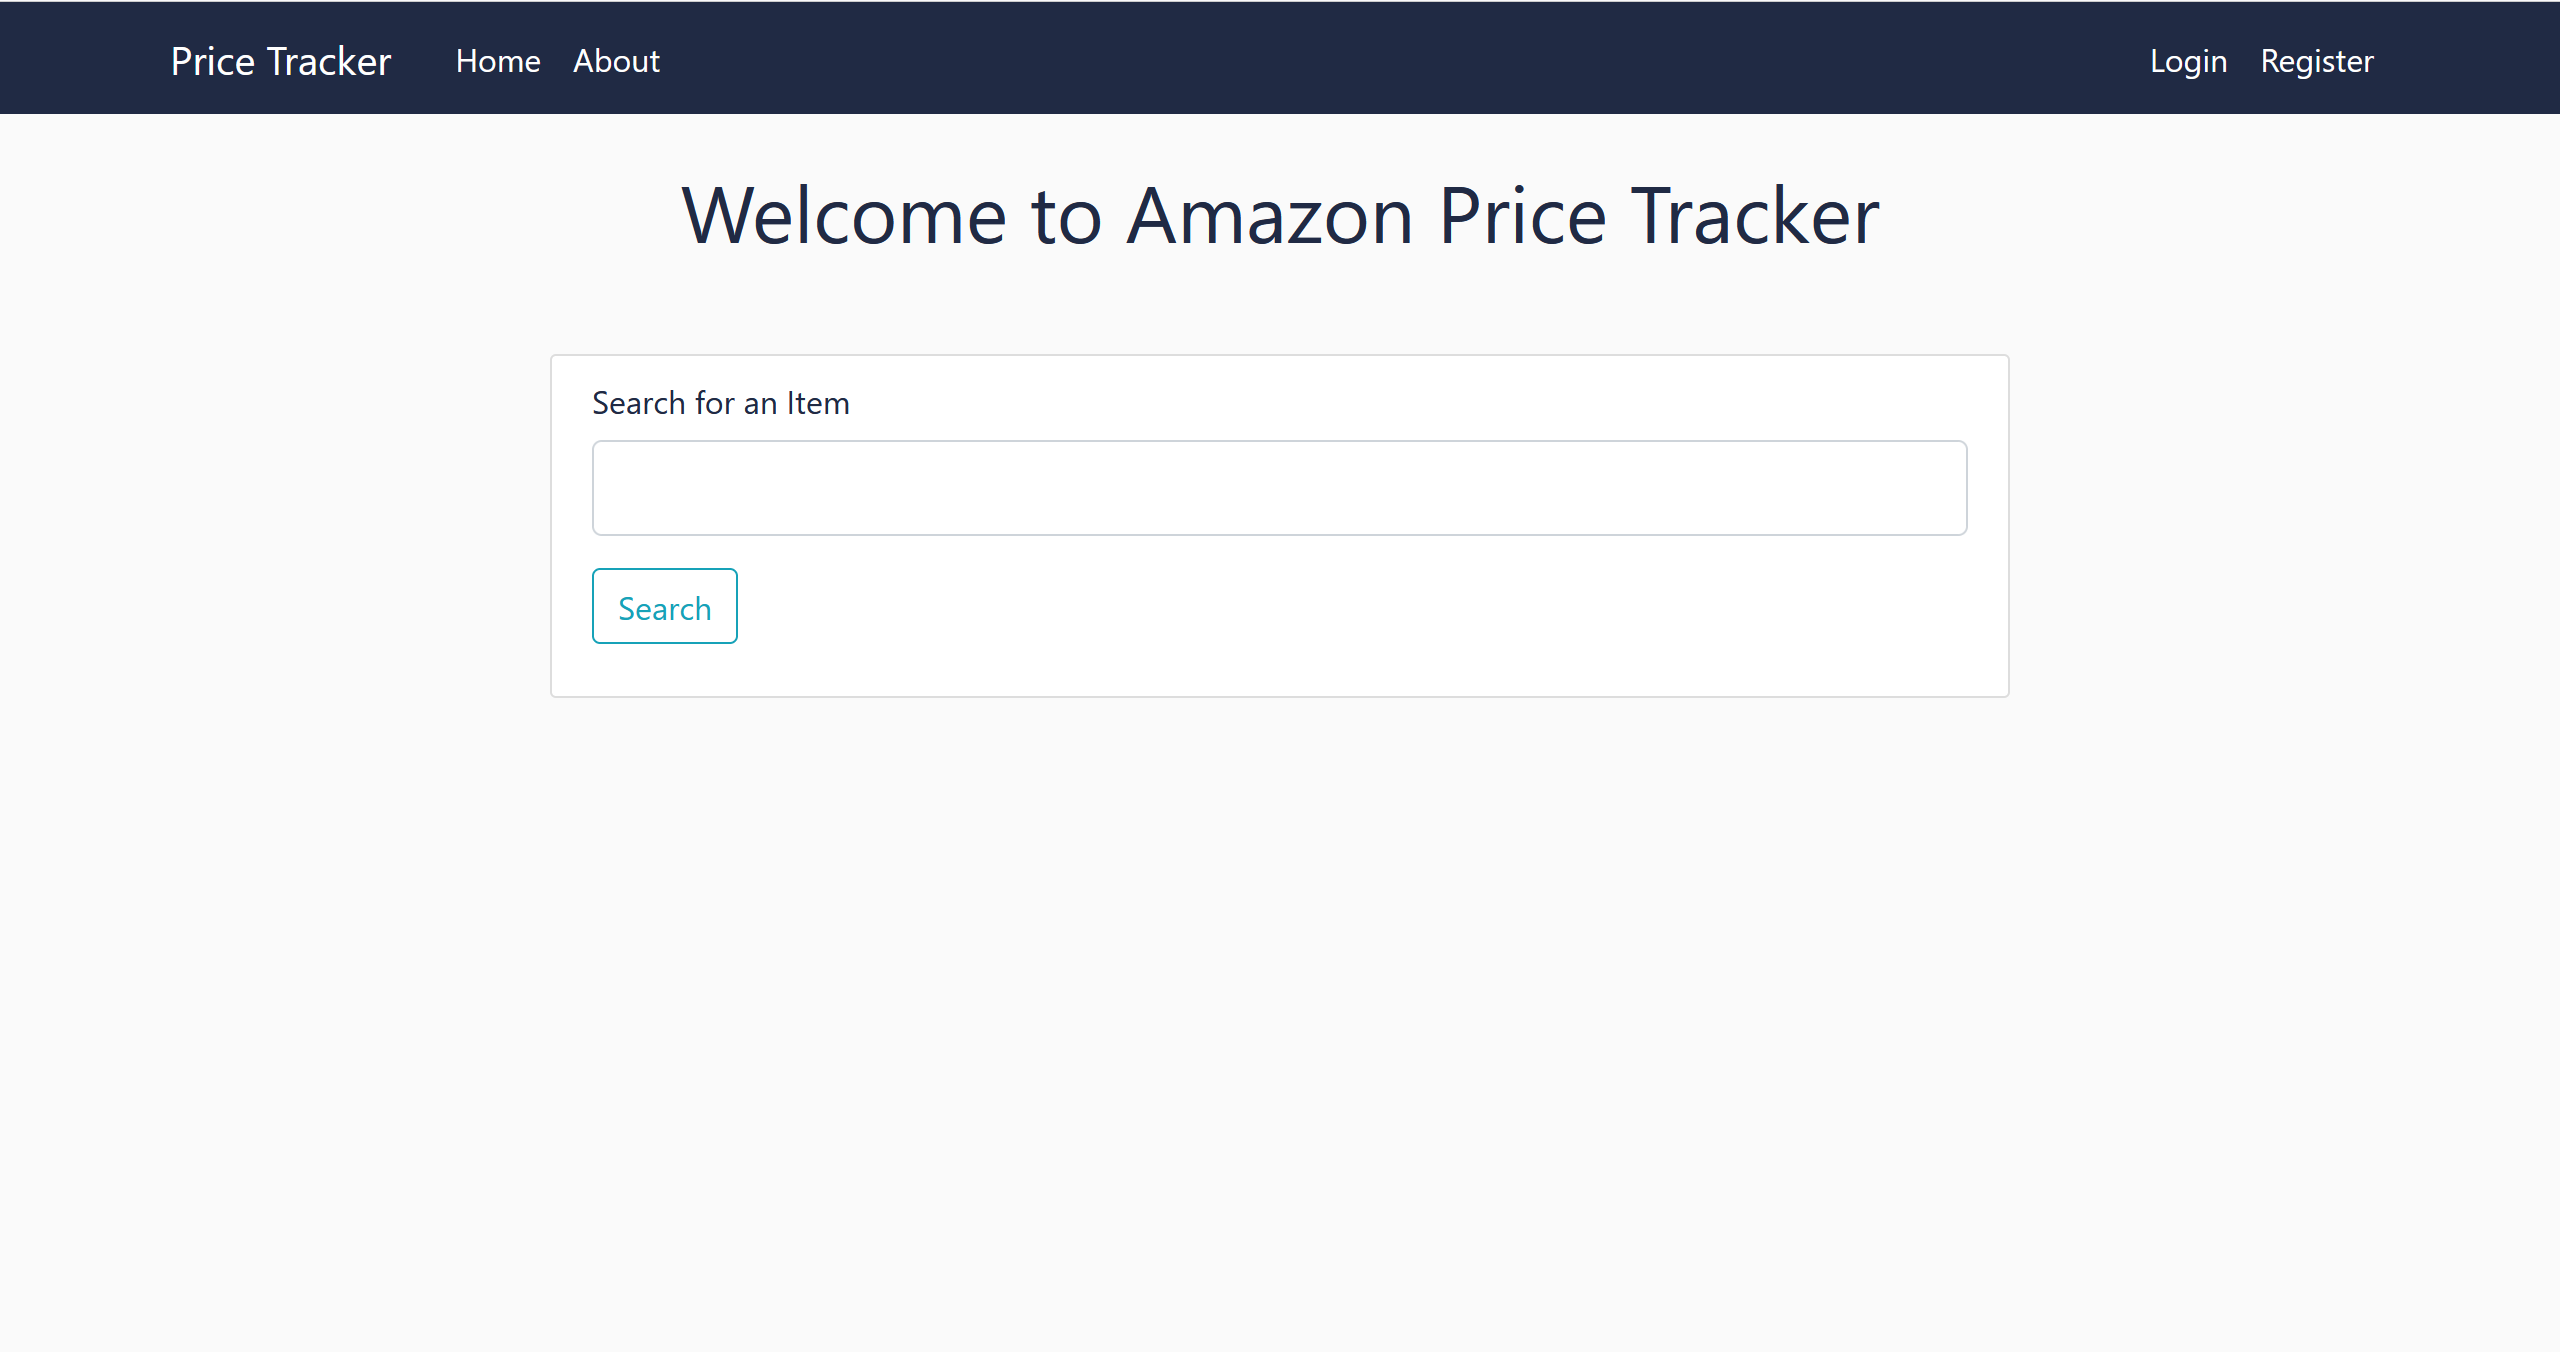 Price Tracker Home About Login Register
Welcome to Amazon Price Tracker
Search for an Item
Search